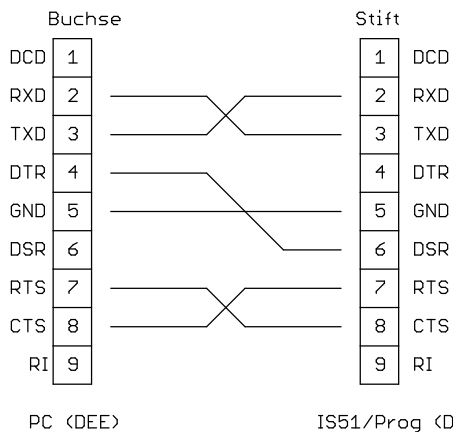 Buchse Stift
DCD 1 1 DCD
RXD 2 2 RXD
TXD 3 3 TXD
DTR 4 4 DTR
GND 5 5 GND
DSR 6 6 DSR
RTS 7 7 RTS
CTS 8 8 CTS
RI 9 9 RI
PC (DEE) IS51/Prog (D